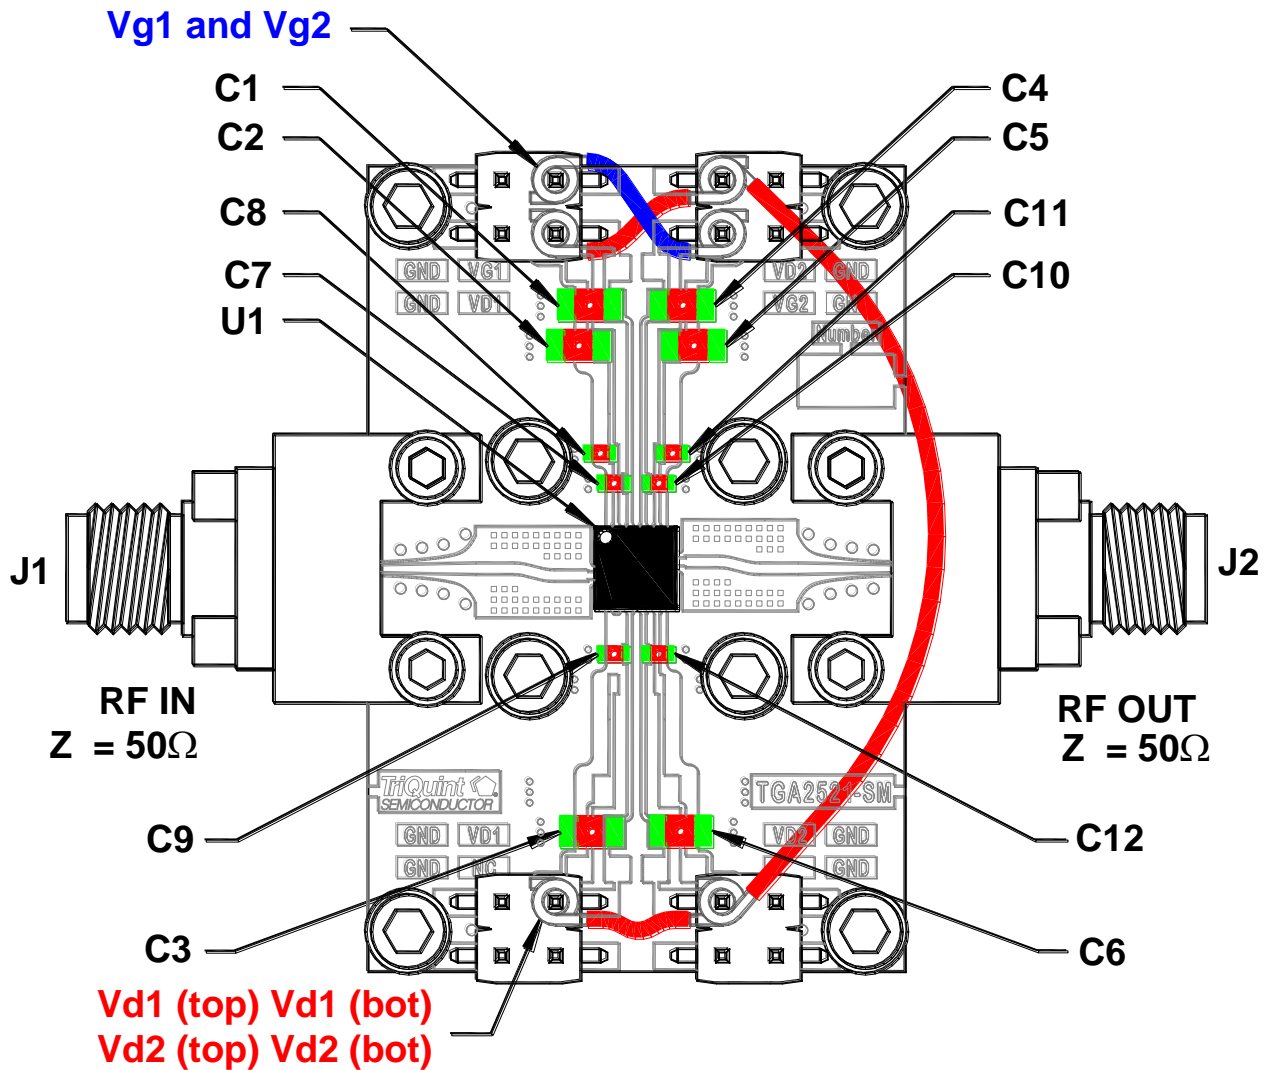 Vg1 and Vg2
C1
C4
C2
C5
C8
C11
C7
C10
U1
GND VG1
VD2 GND
GND VD1
VG2 GND
Number
J1
J2
RF IN
Z = 50Ω
RF OUT
Z = 50Ω
TriQuint
SEMICONDUCTOR
TGA2521-SM
C9
GND VD1
VD2 GND
C12
GND NC
GND
C3
C6
Vd1 (top) Vd1 (bot)
Vd2 (top) Vd2 (bot)